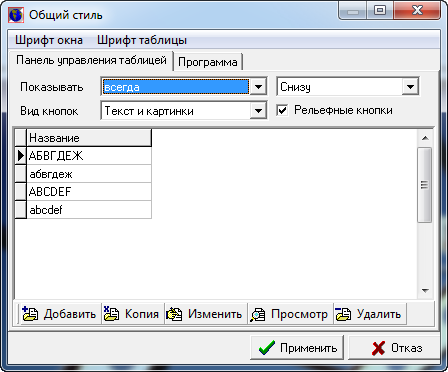 Общий стиль
Шрифт окна Шрифт таблицы
Панель управления таблицей Программа
Показывать всегда Снизу
Вид кнопок Текст и картинки Рельефные кнопки
Название
АБВГДЕЖ
абвгдеж
ABCDEF
abcdef
Добавить Копия Изменить Просмотр Удалить
Применить Отказ